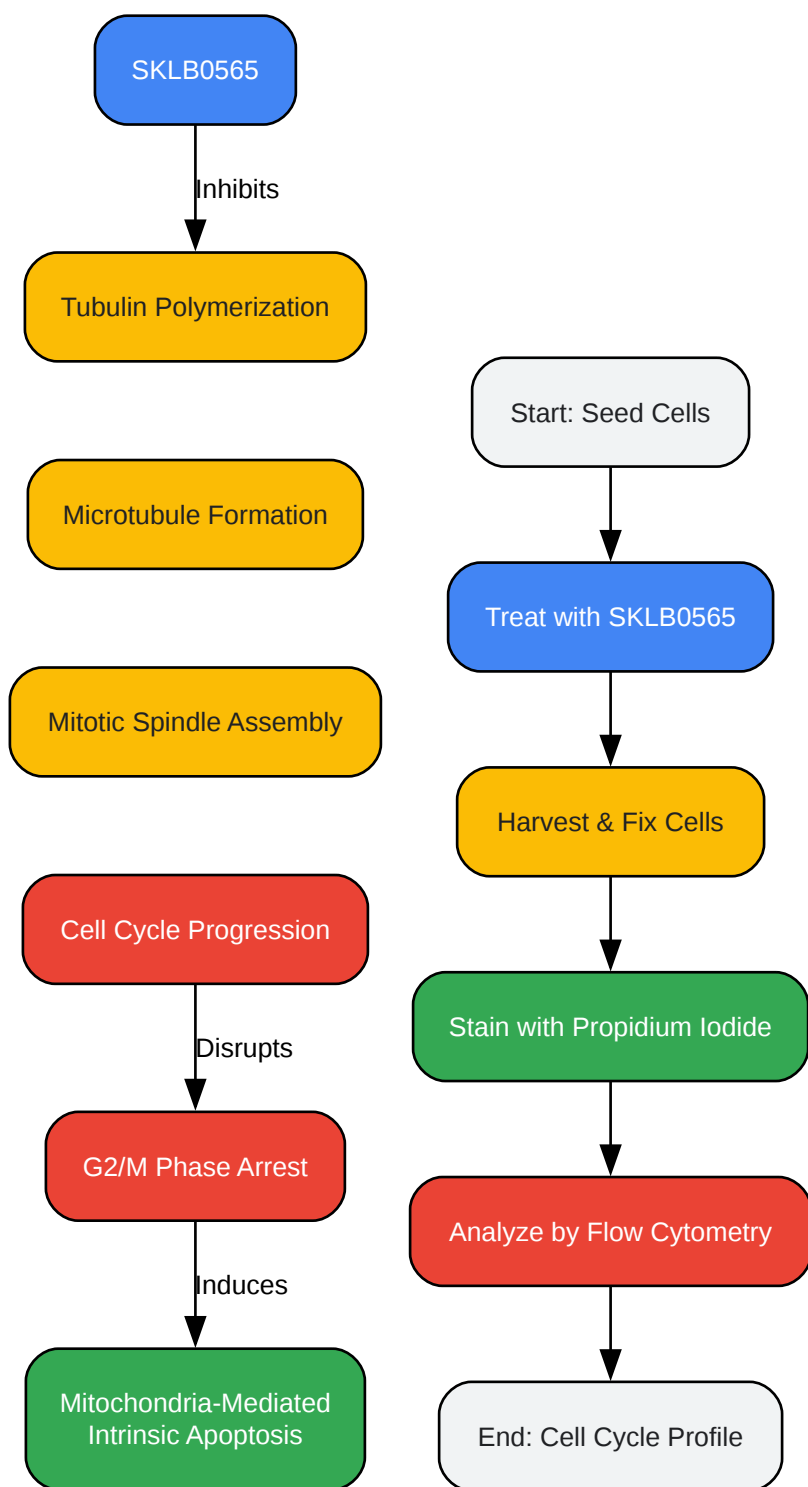 SKLB0565
Inhibits
Tubulin Polymerization
Microtubule Formation
Mitotic Spindle Assembly
Cell Cycle Progression
Disrupts
G2/M Phase Arrest
Induces
Mitochondria-Mediated
Intrinsic Apoptosis
Start: Seed Cells
Treat with SKLB0565
Harvest & Fix Cells
Stain with Propidium Iodide
Analyze by Flow Cytometry
End: Cell Cycle Profile